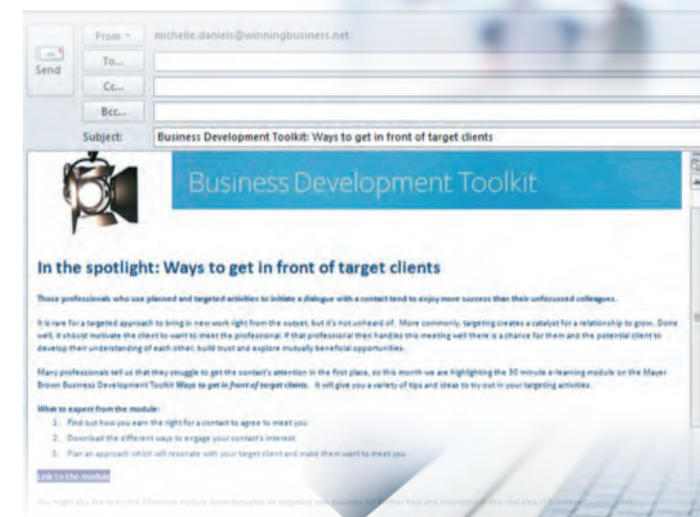 From
michelle.daniels@winningbusiness.net
Send
To...
Cc...
Bcc...
Subject:
Business Development Toolkit: Ways to get in front of target clients
Business Development Toolkit
In the spotlight: Ways to get in front of target clients
Those professionals who use planned and targeted activities to initiate a dialogue with a contact tend to enjoy more success than their unfocussed colleagues.
It is rare for a targeted approach to bring in new work right from the outset, but it's not unheard of. More commonly, targeting creates a catalyst for a relationship to grow. Done
well, it should motivate the client to want to meet the professional. If that professional then handles this meeting well there is a chance for them and the potential client to
develop their understanding of each other, build trust and explore mutually beneficial opportunities.
Many professionals tell us that they struggle to get the contact's attention in the first place, so this month we are highlighting the 30 minute e-learning module on the Mayer
Brown Business Development Toolkit Ways to get in front of target clients. It will give you a variety of tips and ideas to try out in your targeting activities.
What to expect from the module:
1. Find out how you earn the right for a contact to agree to meet you
2. Download the different ways to engage your contact's interest
3. Plan an approach which will resonate with your target client and make them want to meet you
Link to the module
You might also like to try the